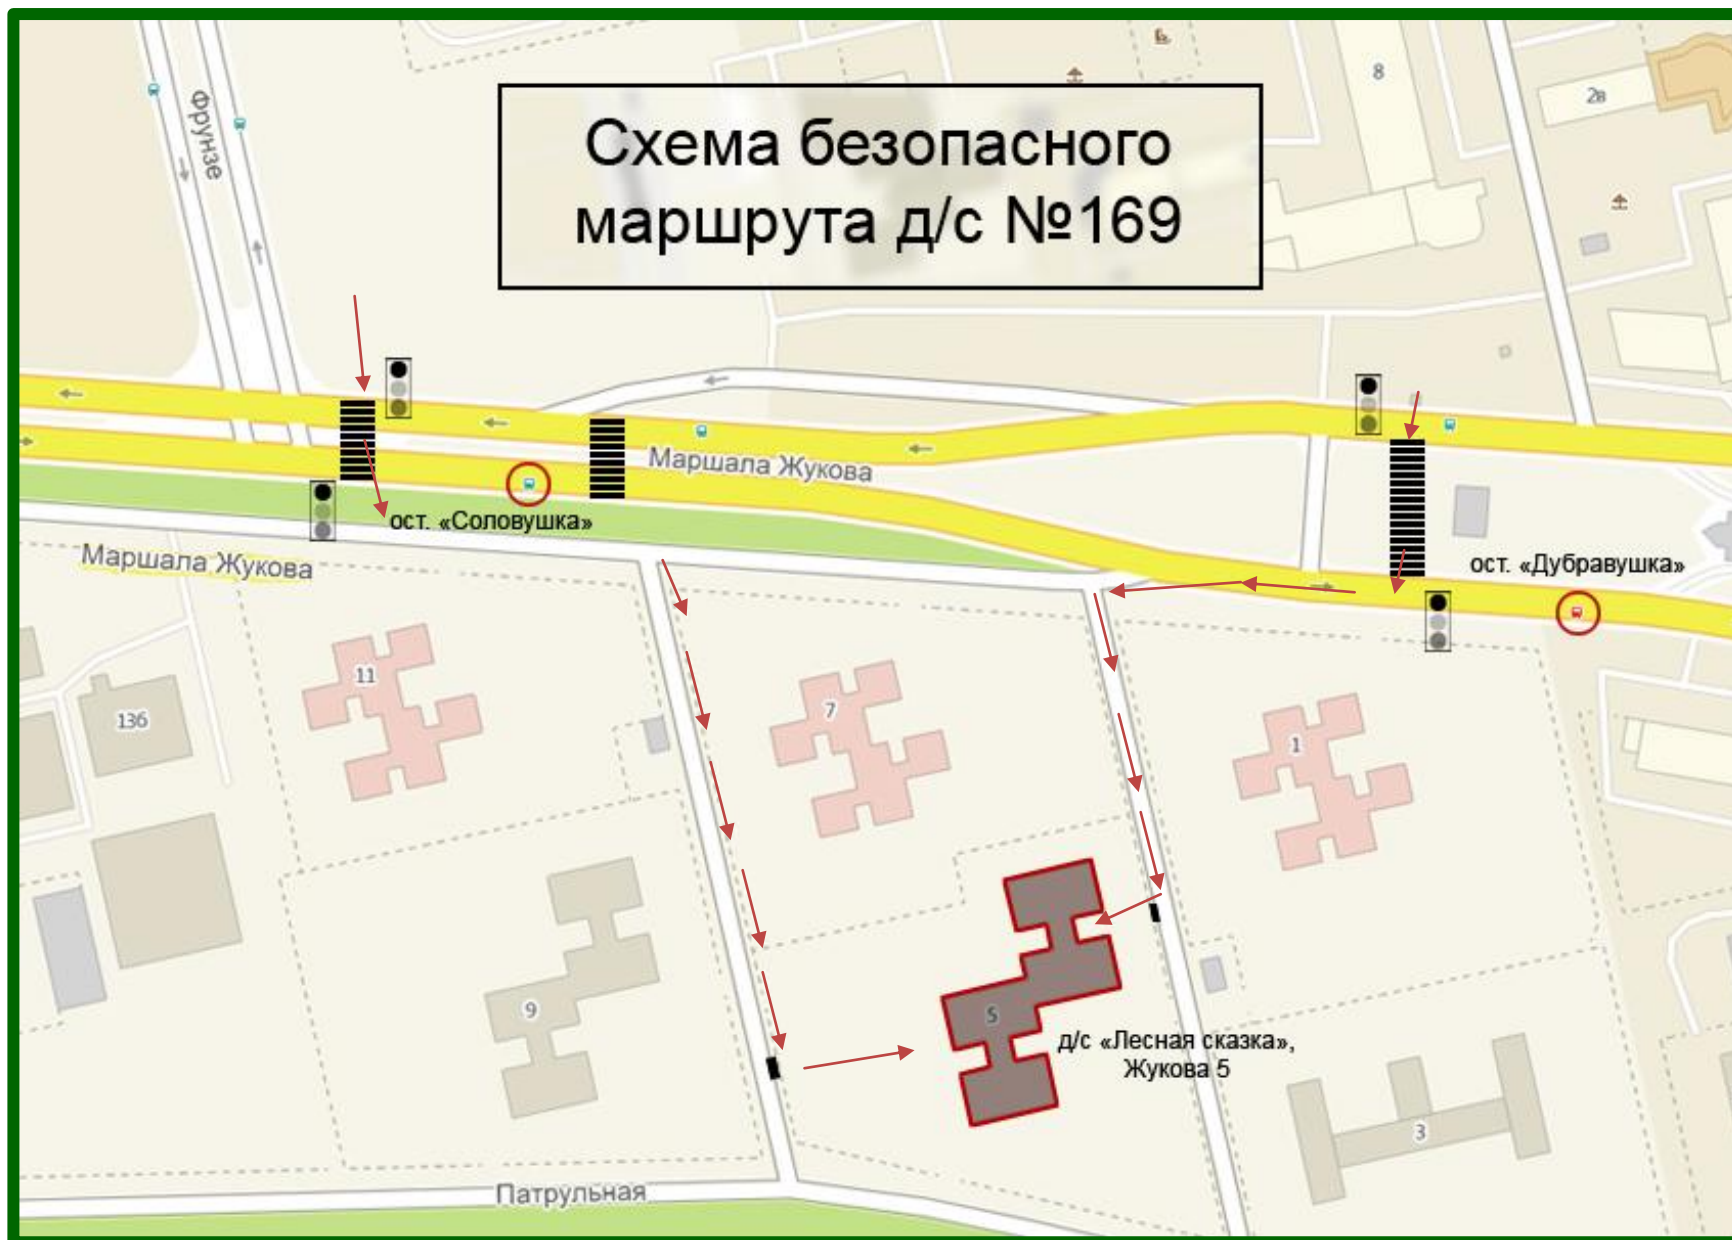 Фрунзе
8
2в
Схема безопасного
маршрута д/с №169
Маршала Жукова
ост. «Соловушка»
Маршала Жукова
ост. «Дубравушка»
11
13б
7
1
9
5
д/с «Лесная сказка»,
Жукова 5
3
Патрульная